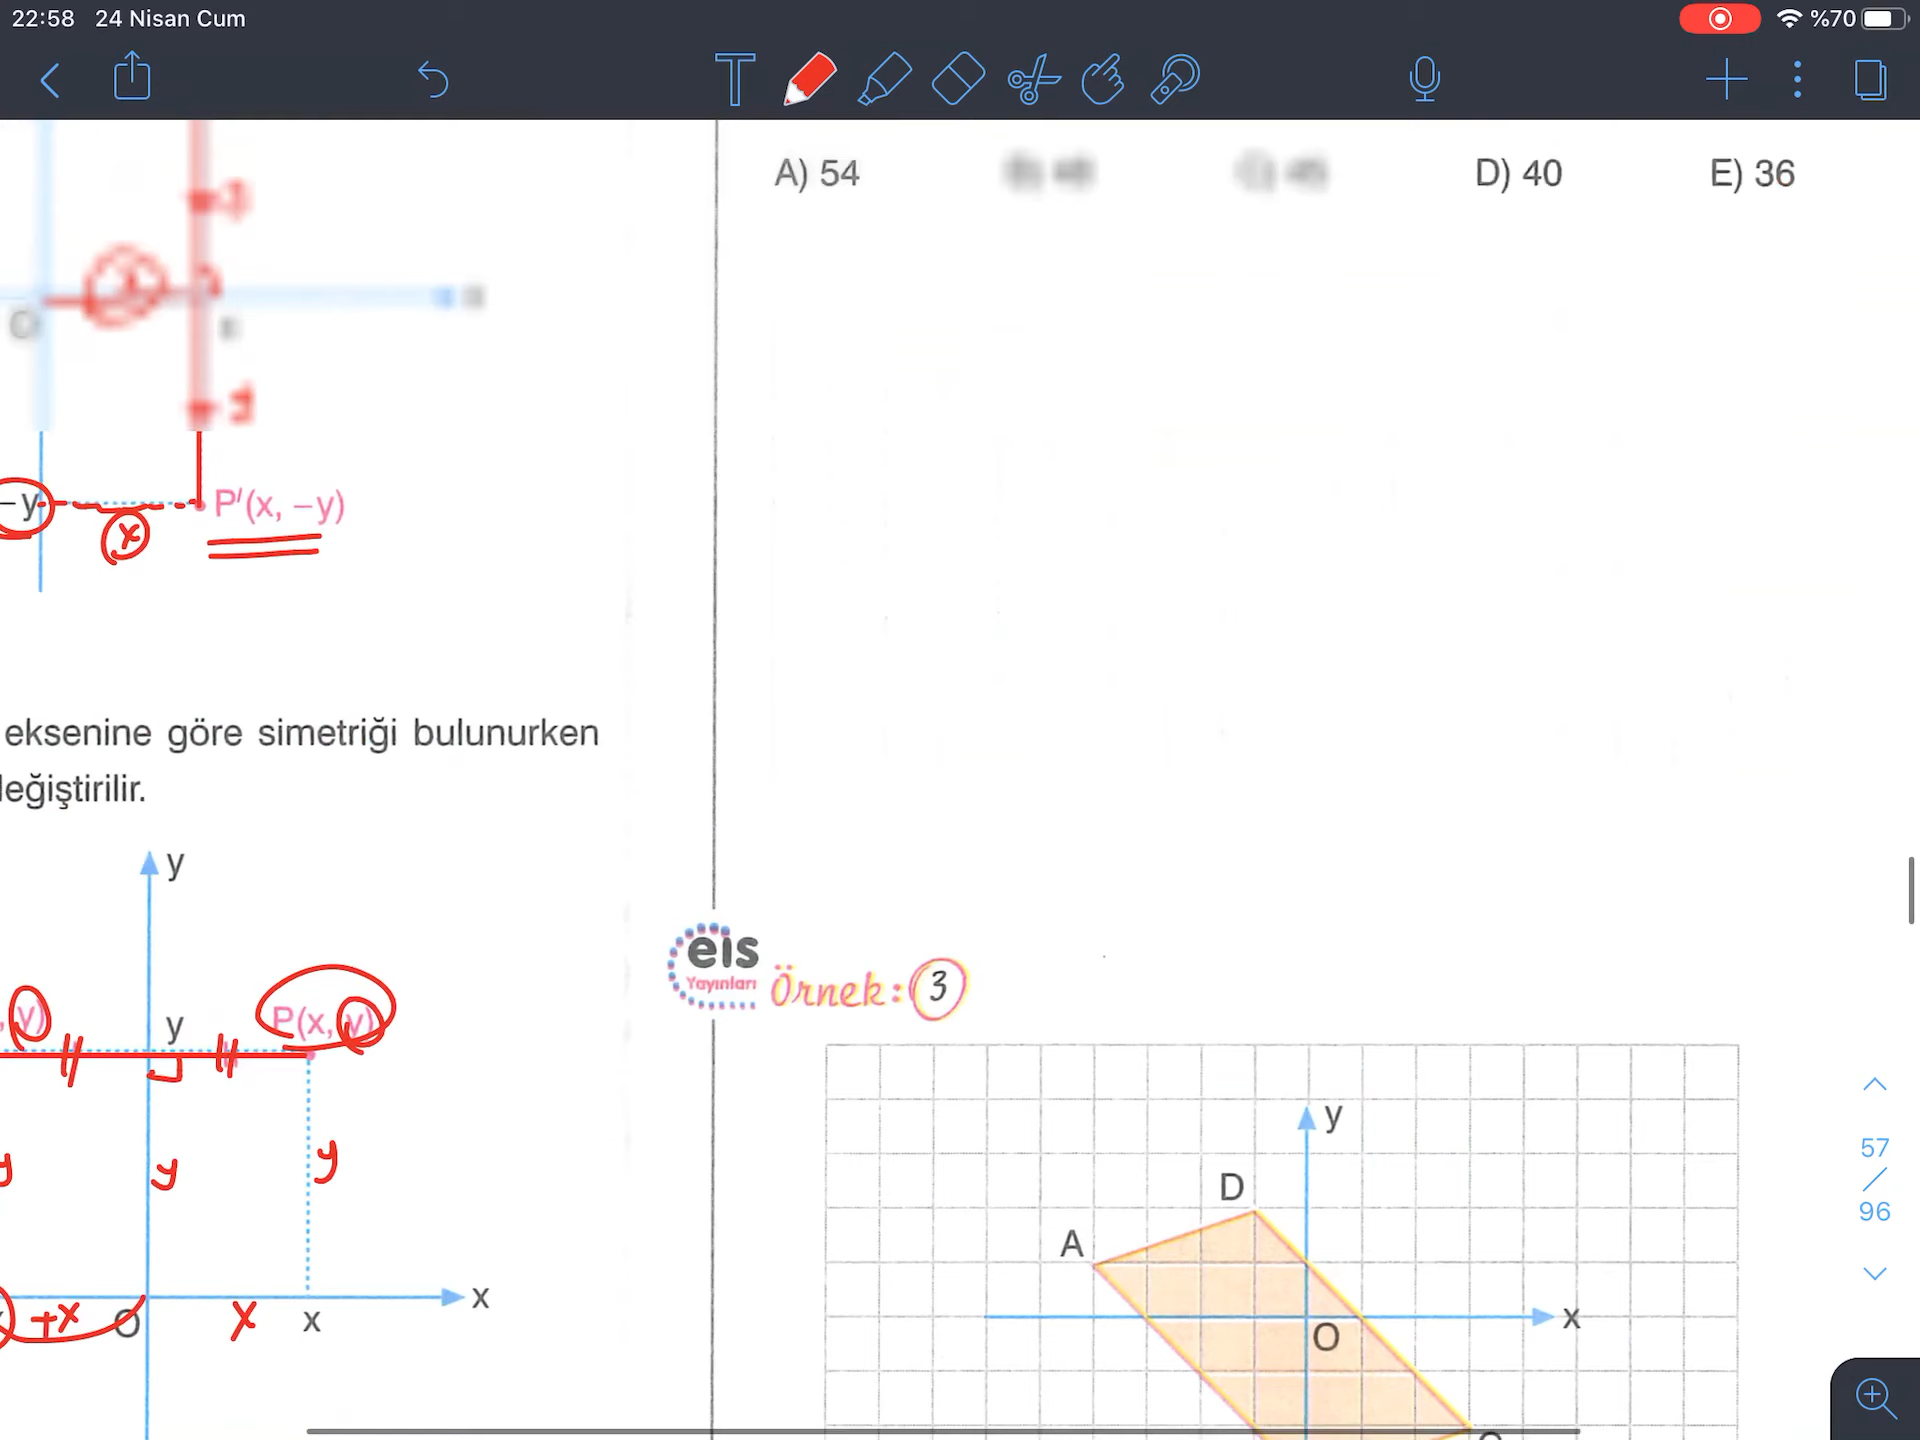 22:58 24 Nisan Cum
%70
T
A) 54
D) 40
E) 36
–y
P'(x, –y)
x
eksenine göre simetriği bulunurken
değiştirilir.
y
y)
y
P(x, y)
y
y
y
+x
O
x
x
x
eis
Yayınları
Örnek: 3
y
D
A
x
O
57
/
96